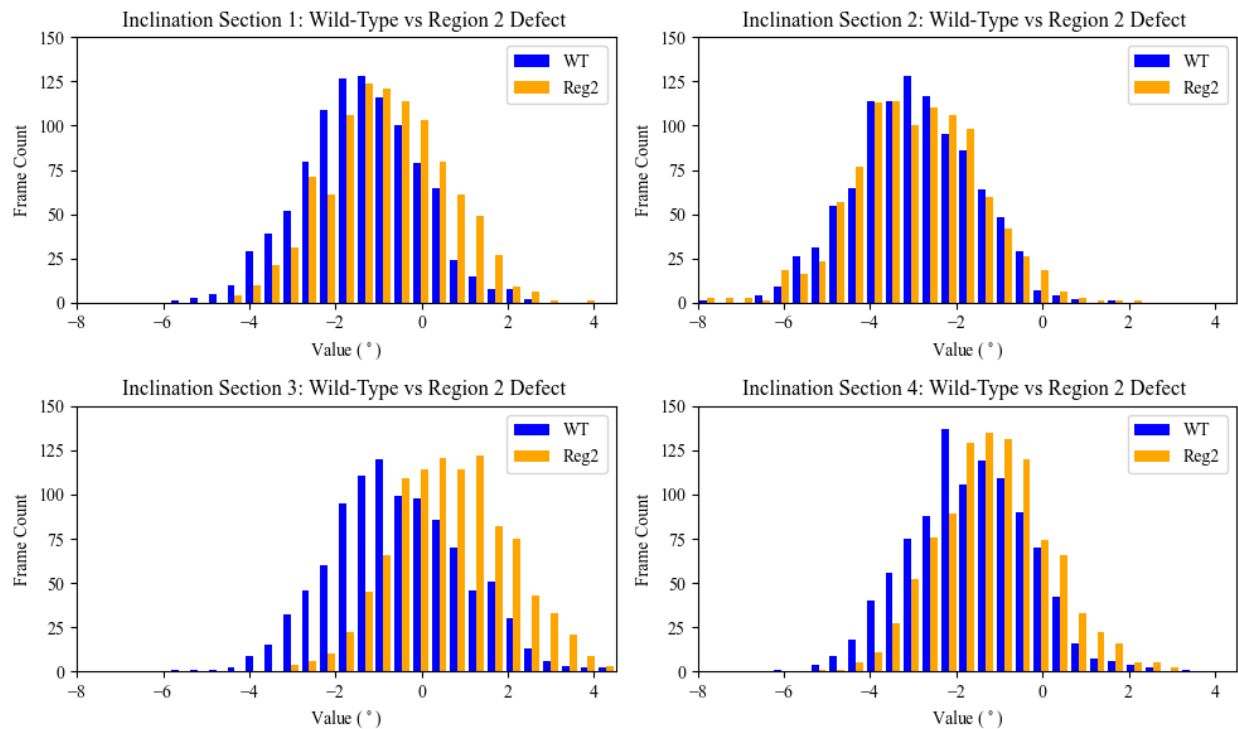 Inclination Section 1: Wild-Type vs Region 2 Defect
150
125
100
75
50
25
0
Frame Count
WT
Reg2
−8 −6 −4 −2 0 2 4
Value (°)
Inclination Section 2: Wild-Type vs Region 2 Defect
150
125
100
75
50
25
0
Frame Count
WT
Reg2
−8 −6 −4 −2 0 2 4
Value (°)
Inclination Section 3: Wild-Type vs Region 2 Defect
150
125
100
75
50
25
0
Frame Count
WT
Reg2
−8 −6 −4 −2 0 2 4
Value (°)
Inclination Section 4: Wild-Type vs Region 2 Defect
150
125
100
75
50
25
0
Frame Count
WT
Reg2
−8 −6 −4 −2 0 2 4
Value (°)